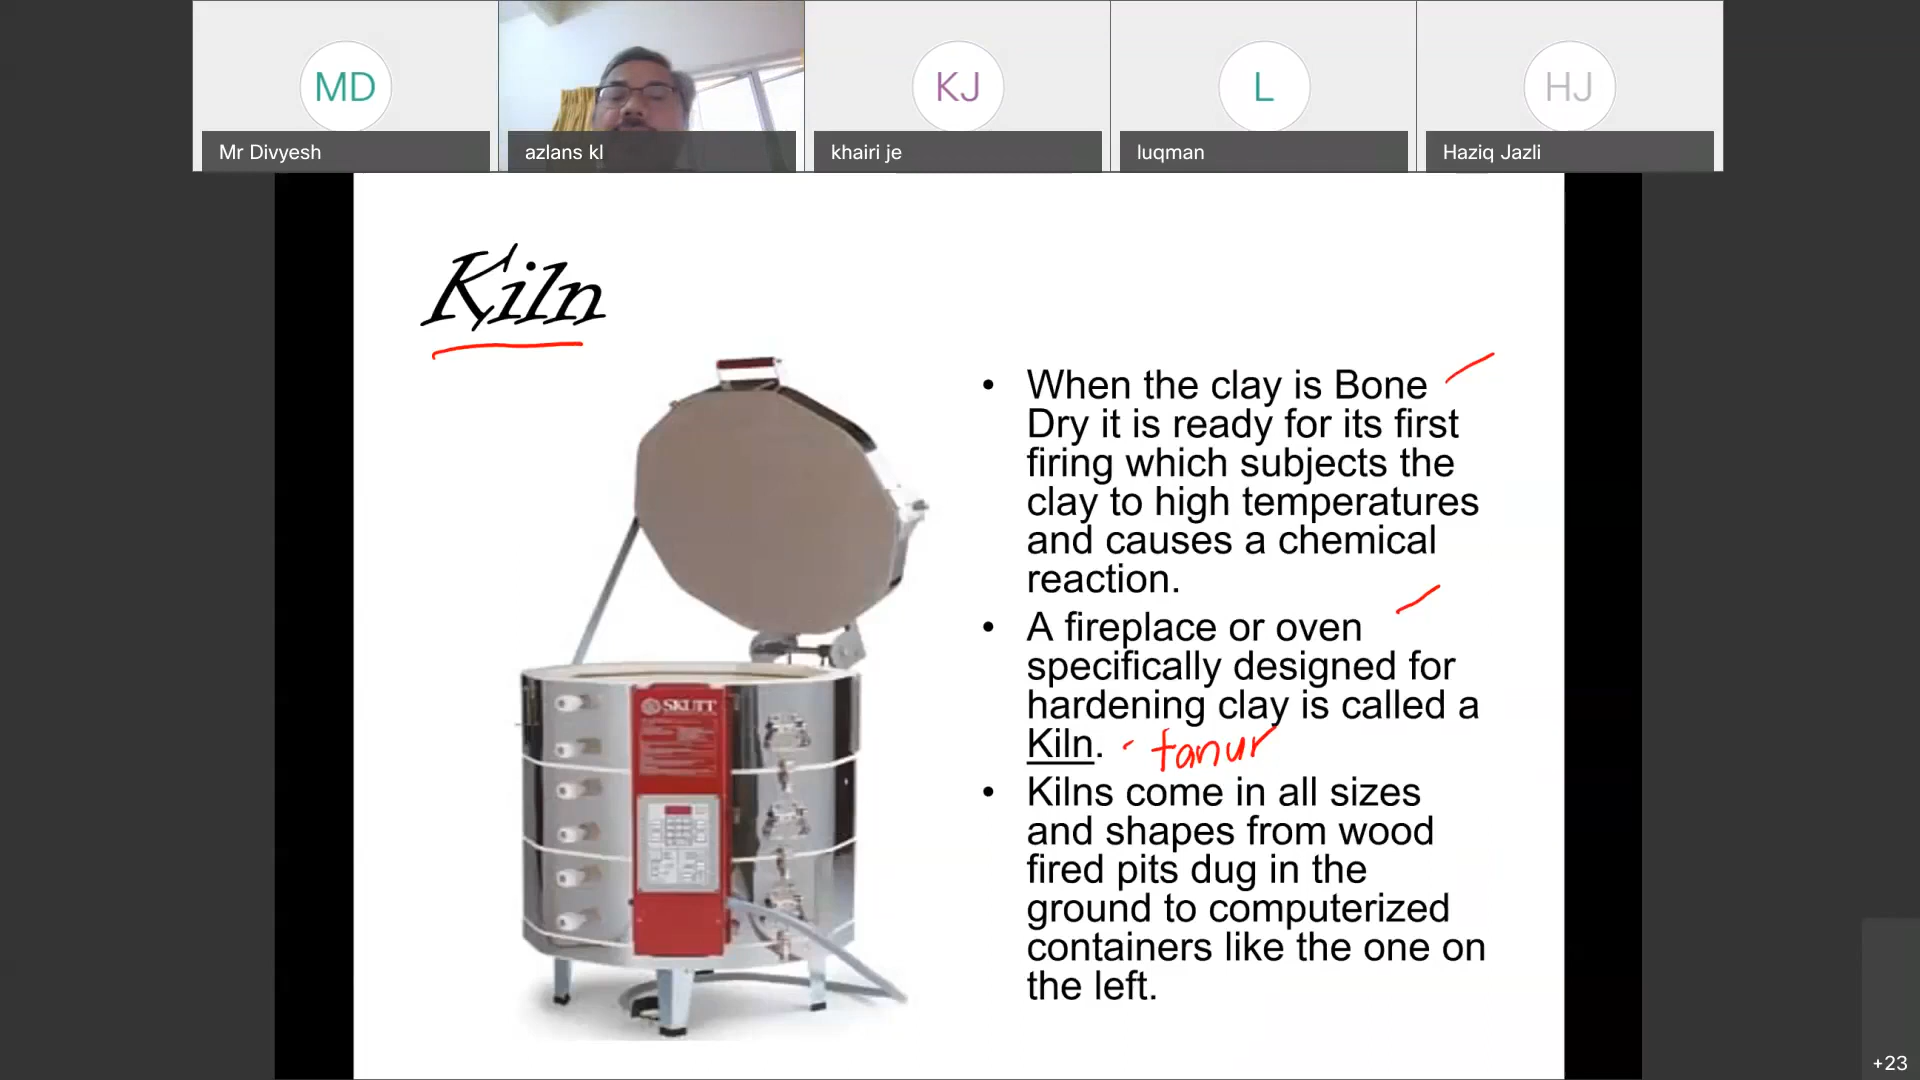 MD
KJ
L
HJ
Mr Divyesh
azlans kl
khairi je
luqman
Haziq Jazli
Kiln
• When the clay is Bone
Dry it is ready for its first
firing which subjects the
clay to high temperatures
and causes a chemical
reaction.
• A fireplace or oven
specifically designed for
hardening clay is called a
Kiln. - tanur
• Kilns come in all sizes
and shapes from wood
fired pits dug in the
ground to computerized
containers like the one on
the left.
SKUTT
+23